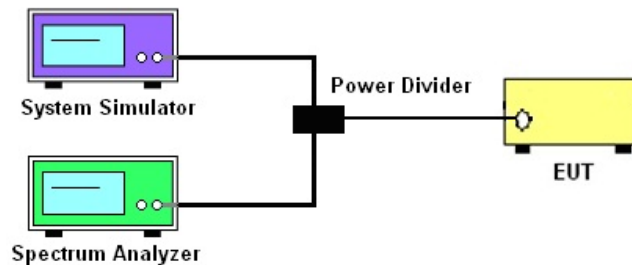 System Simulator
Power Divider
EUT
Spectrum Analyzer